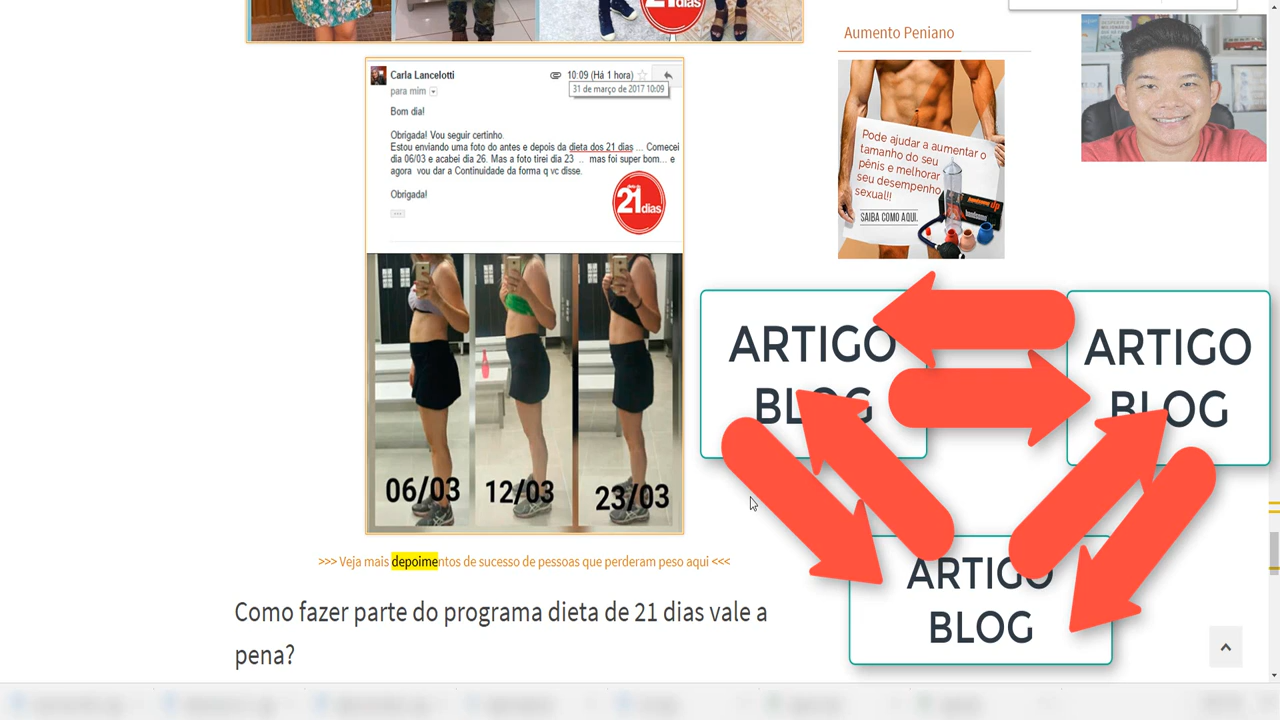 dias
Carla Lancelotti
10:09 (Há 1 hora)
para mim
31 de março de 2017 10:09
Bom dia!
Obrigada! Vou seguir certinho.
Estou enviando uma foto do antes e depois da dieta dos 21 dias ... Comecei
dia 06/03 e acabei dia 26. Mas a foto tirei dia 23 .. mas foi super bom... e
agora vou dar a Continuidade da forma q vc disse.
Obrigada!
21 dias
06/03
12/03
23/03
>>> Veja mais depoimentos de sucesso de pessoas que perderam peso aqui <<<
Como fazer parte do programa dieta de 21 dias vale a
pena?
Aumento Peniano
Pode ajudar a aumentar o
tamanho do seu
pênis e melhorar
seu desempenho
sexual!!
SAIBA COMO AQUI.
ARTIGO
BLOG
ARTIGO
BLOG
ARTIGO
BLOG